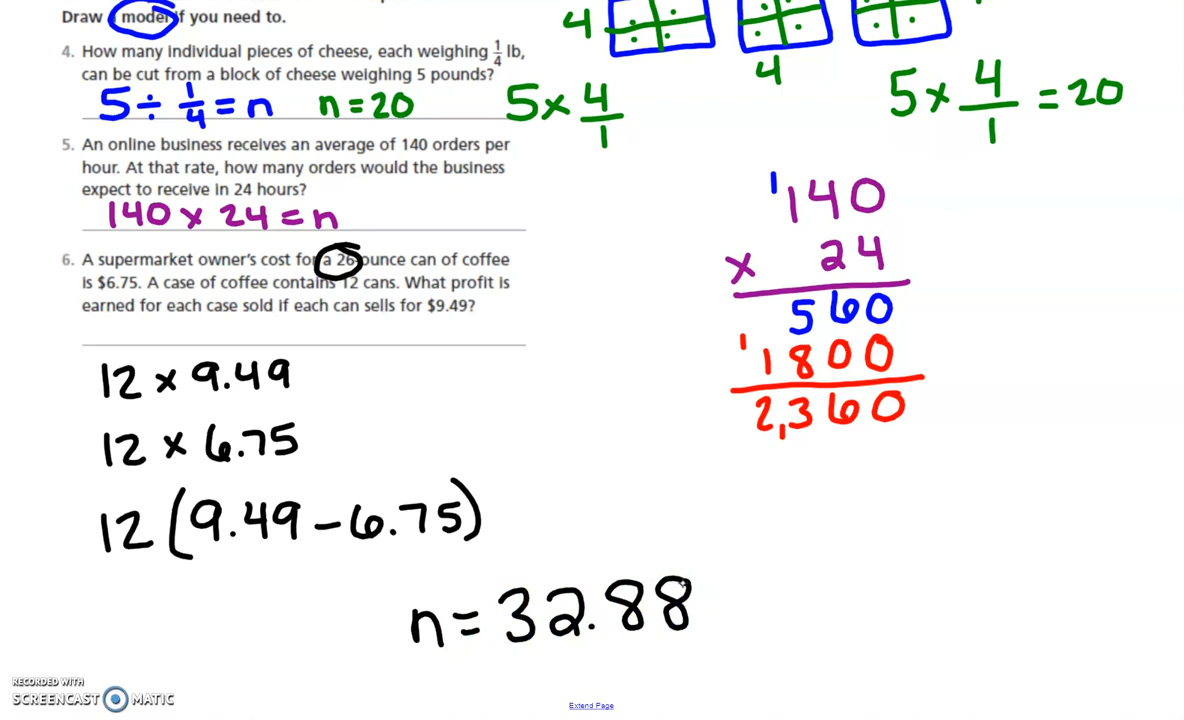 Draw a model if you need to.
4. How many individual pieces of cheese, each weighing 1/4 lb,
can be cut from a block of cheese weighing 5 pounds?
5 ÷ 1/4 = n n = 20 5 x 4/1
4
4
5 x 4/1 = 20
5. An online business receives an average of 140 orders per
hour. At that rate, how many orders would the business
expect to receive in 24 hours?
140 x 24 = n
6. A supermarket owner's cost for a 26-ounce can of coffee
is $6.75. A case of coffee contains 12 cans. What profit is
earned for each case sold if each can sells for $9.49?
12 x 9.49
12 x 6.75
12 (9.49 - 6.75)
n = 32.88
1
140
x 24
560
1
1800
2,360
RECORDED WITH
SCREENCAST MATIC
Extend Page